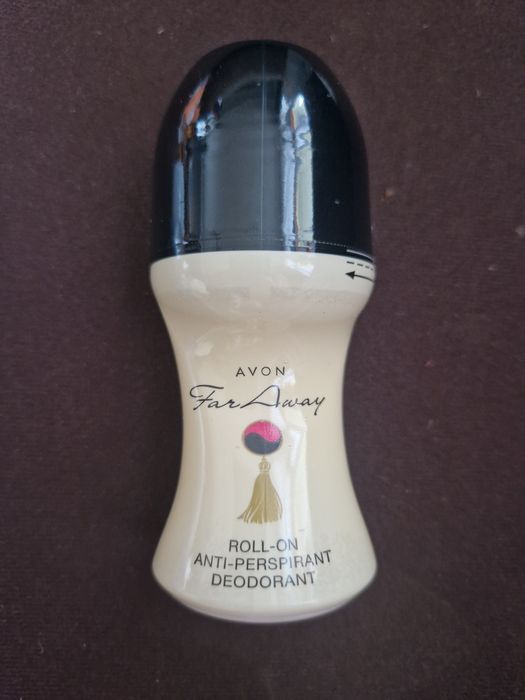 AVON
Far Away
ROLL-ON
ANTI-PERSPIRANT
DEODORANT